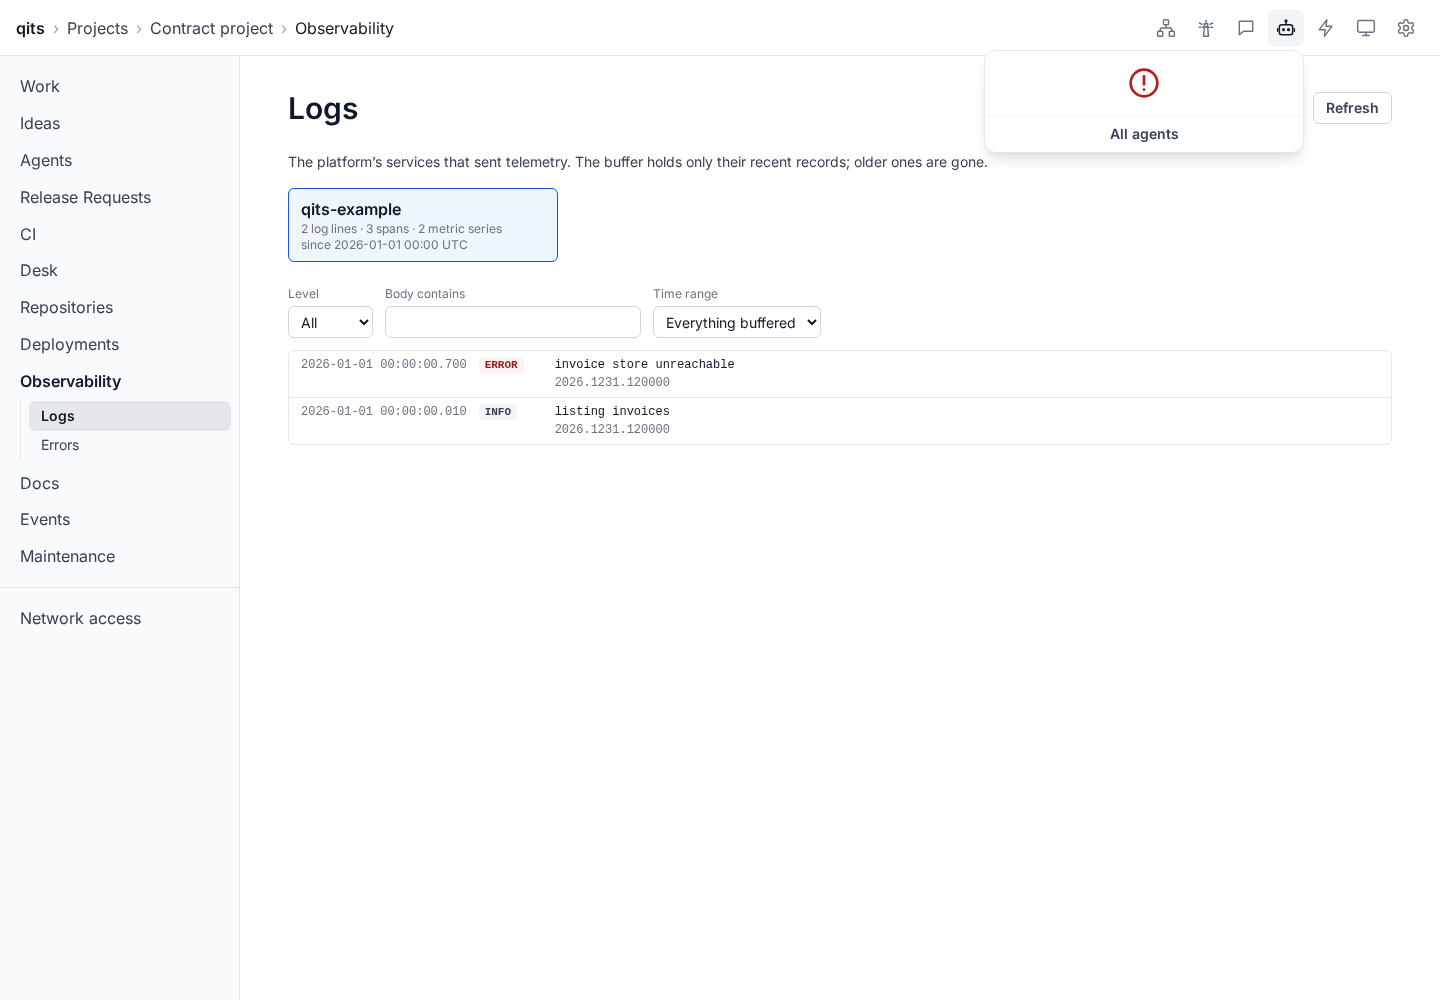 qits › Projects › Contract project › Observability
Work
Ideas
Agents
Release Requests
CI
Desk
Repositories
Deployments
Observability
Logs
Errors
Docs
Events
Maintenance
Network access
Logs
All agents
Refresh
The platform’s services that sent telemetry. The buffer holds only their recent records; older ones are gone.
qits-example
2 log lines · 3 spans · 2 metric series
since 2026-01-01 00:00 UTC
Level
Body contains
Time range
All
Everything buffered
2026-01-01 00:00:00.700 ERROR invoice store unreachable
2026.1231.120000
2026-01-01 00:00:00.010 INFO listing invoices
2026.1231.120000